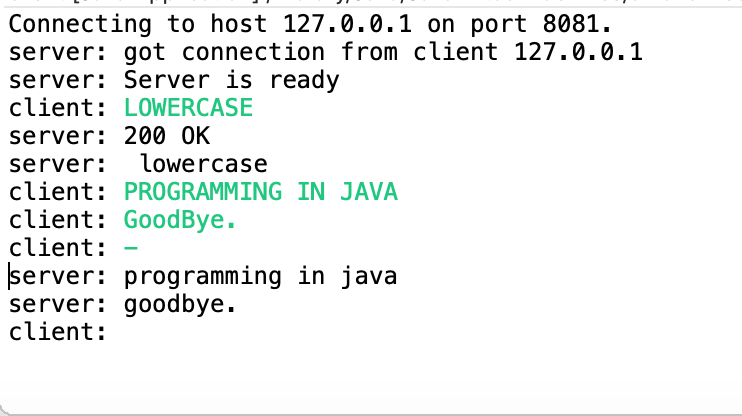 Connecting to host 127.0.0.1 on port 8081.
server: got connection from client 127.0.0.1
server: Server is ready
client: LOWERCASE
server: 200 OK
server:  lowercase
client: PROGRAMMING IN JAVA
client: GoodBye.
client: -
server: programming in java
server: goodbye.
client: